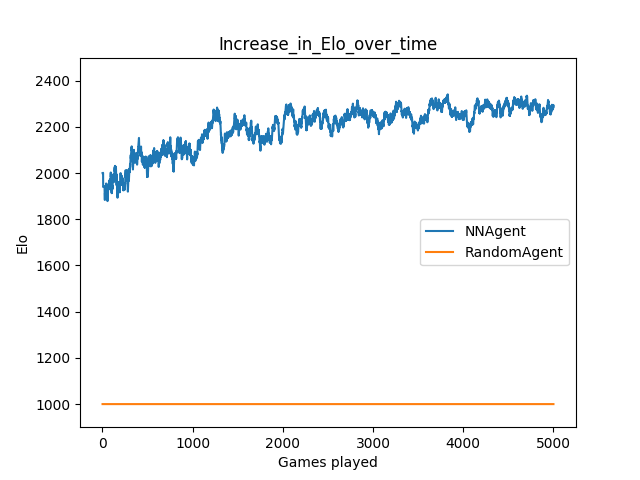 Increase_in_Elo_over_time
2400
2200
2000
1800
1600
1400
1200
1000
Elo
NNAgent
RandomAgent
0 1000 2000 3000 4000 5000
Games played